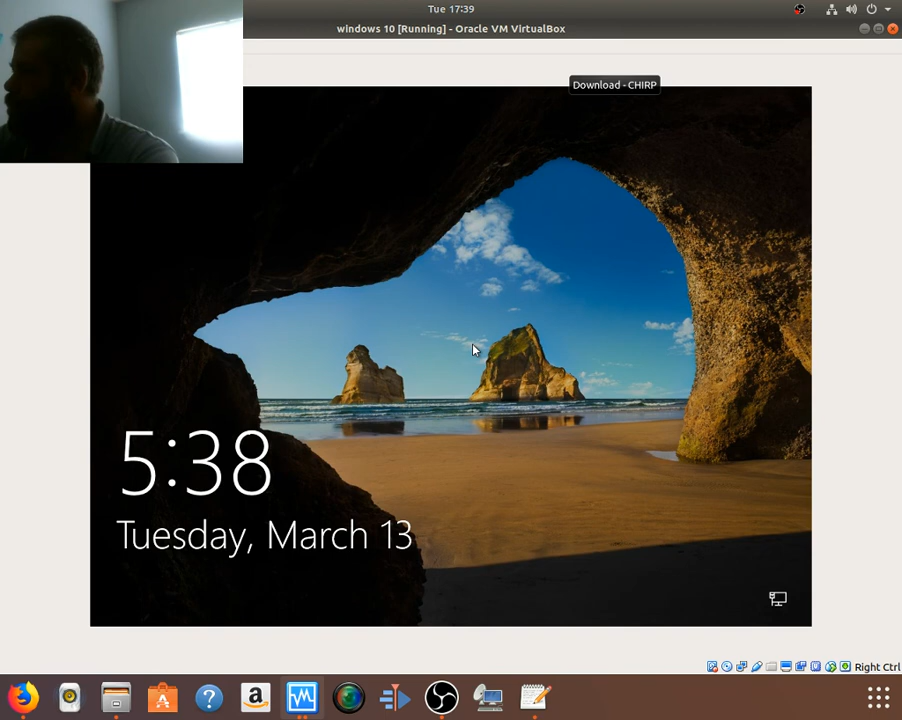 Tue 17:39
windows 10 [Running] - Oracle VM VirtualBox
Download - CHIRP
5:38
Tuesday, March 13
Right Ctrl